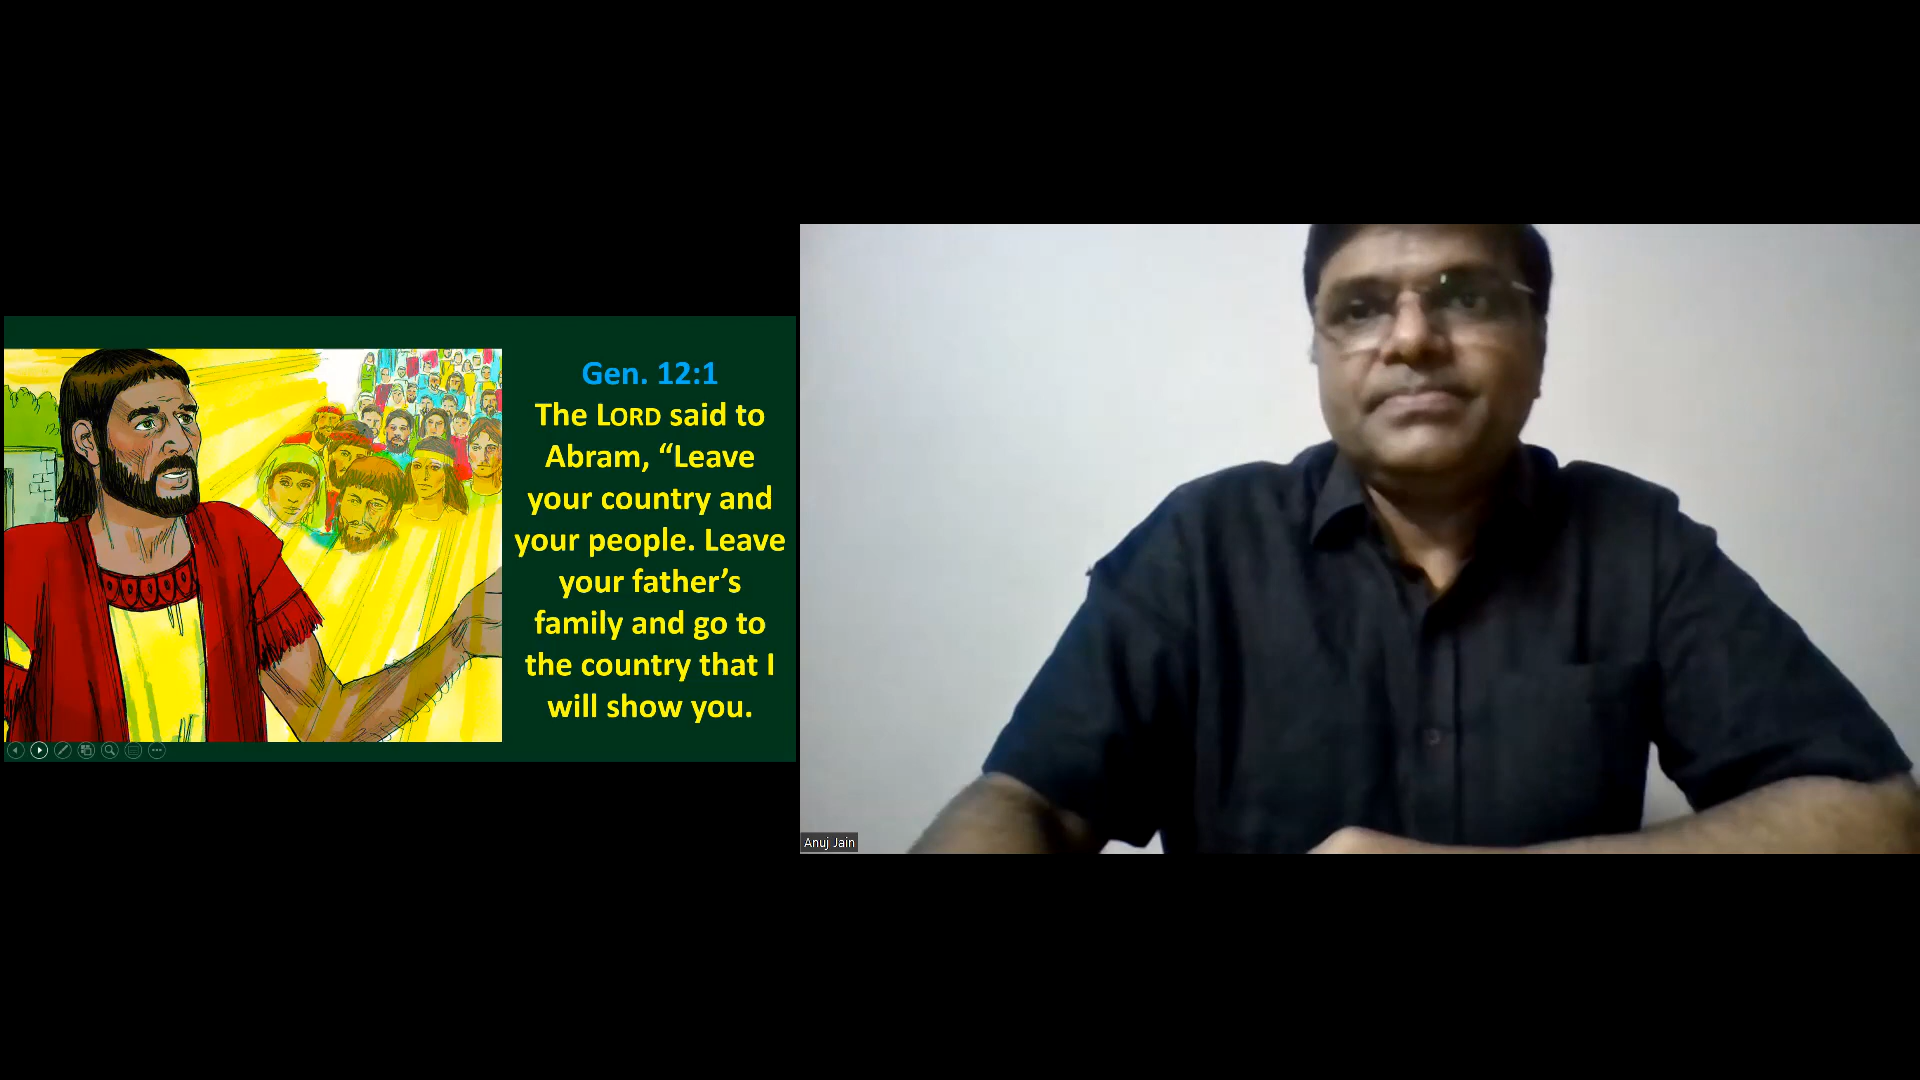 Gen. 12:1
The LORD said to
Abram, “Leave
your country and
your people. Leave
your father’s
family and go to
the country that I
will show you.
Anuj Jain